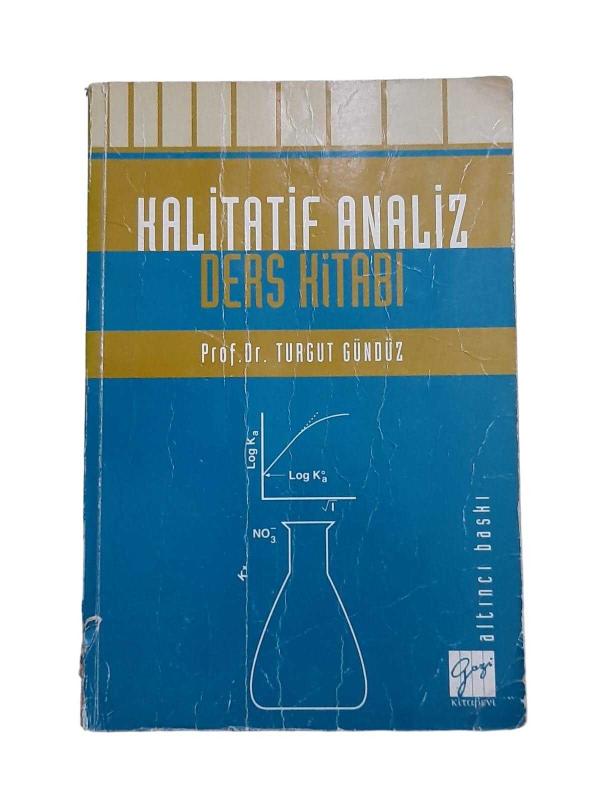 KALİTATİF ANALİZ
DERS KİTABI
Prof.Dr. TURGUT GÜNDÜZ
Log Ka
Log K°a
√I
NO₃⁻
altıncı baskı
gazi
kitabevi